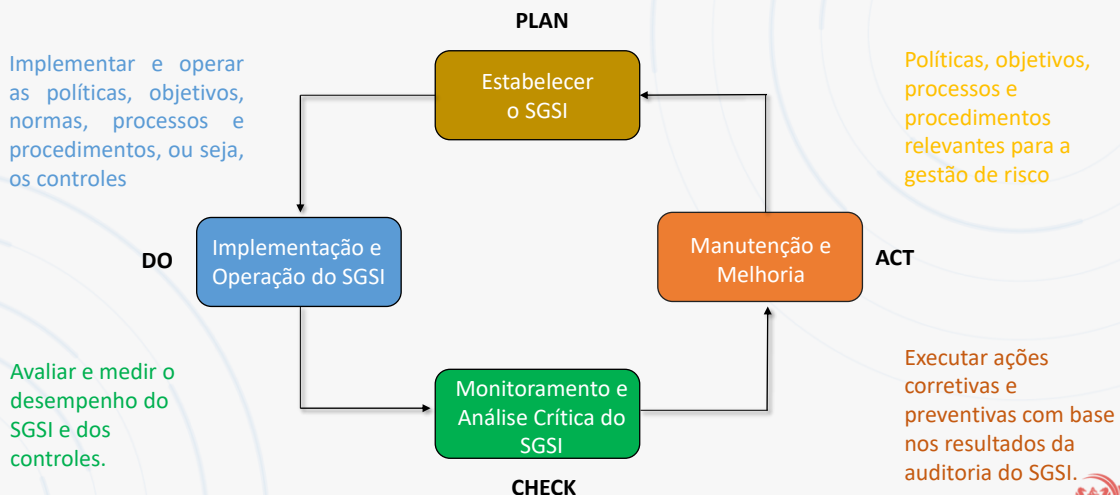 PLAN
Implementar e operar
as políticas, objetivos,
normas, processos e
procedimentos, ou seja,
os controles
Estabelecer
o SGSI
Políticas, objetivos,
processos e
procedimentos
relevantes para a
gestão de risco
DO
Implementação e
Operação do SGSI
Manutenção e
Melhoria
ACT
Avaliar e medir o
desempenho do
SGSI e dos
controles.
Monitoramento e
Análise Crítica do
SGSI
Executar ações
corretivas e
preventivas com base
nos resultados da
auditoria do SGSI.
CHECK